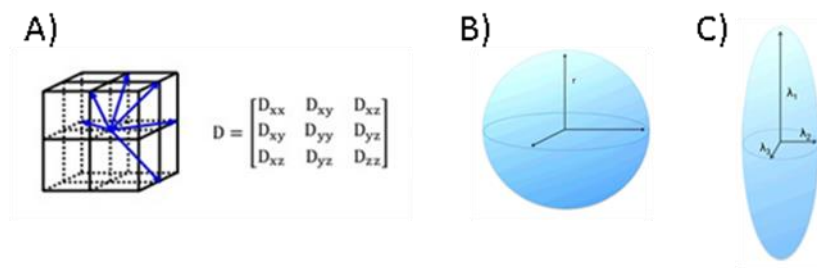 A)
B)
C)
D = [Dxx Dxy Dxz
Dxy Dyy Dyz
Dxz Dyz Dzz]
r
λ1
λ2
λ3